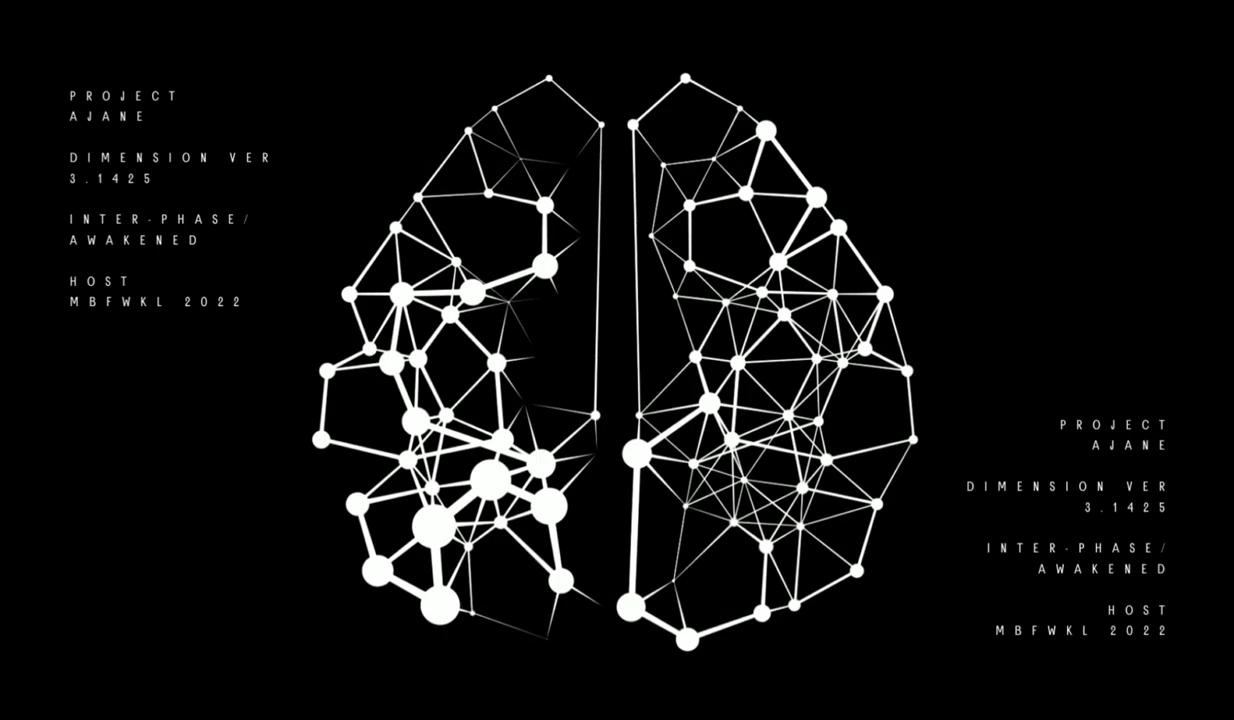 PROJECT
AJANE
DIMENSION VER
3.1425
INTER-PHASE/
AWAKENED
HOST
MBFWKL 2022
PROJECT
AJANE
DIMENSION VER
3.1425
INTER-PHASE/
AWAKENED
HOST
MBFWKL 2022